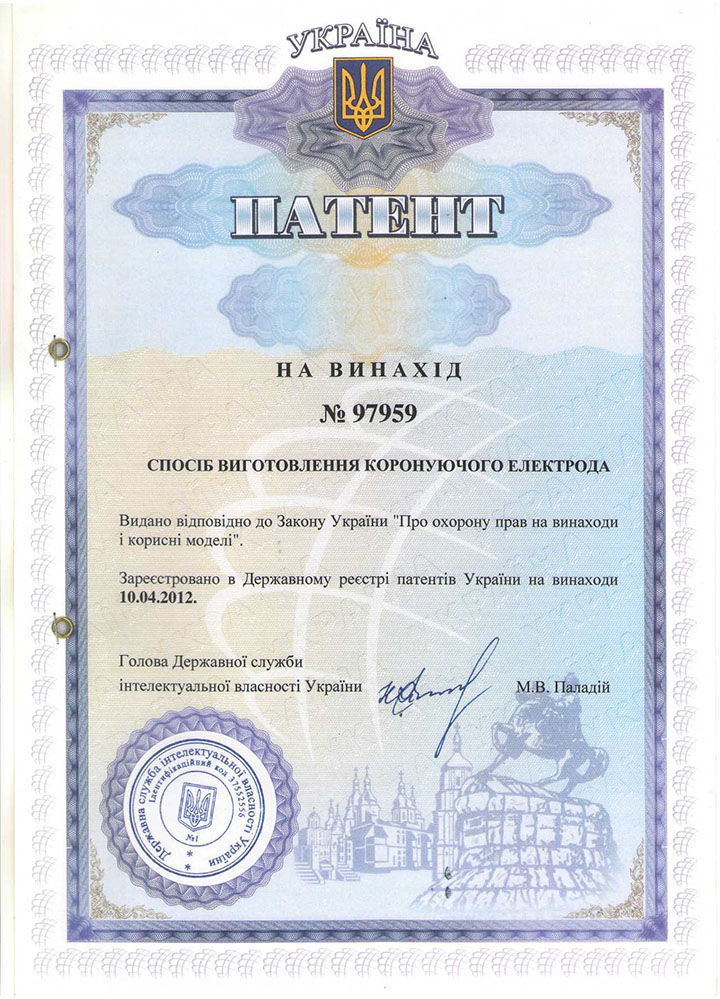 УКРАЇНА
ПАТЕНТ
НА ВИНАХІД
№ 97959
СПОСІБ ВИГОТОВЛЕННЯ КОРОНУЮЧОГО ЕЛЕКТРОДА
Видано відповідно до Закону України "Про охорону прав на винаходи
і корисні моделі".
Зареєстровано в Державному реєстрі патентів України на винаходи
10.04.2012.
Голова Державної служби
інтелектуальної власності України
М.В. Паладій
Державна служба інтелектуальної власності України
Ідентифікаційний код 37552556
№1